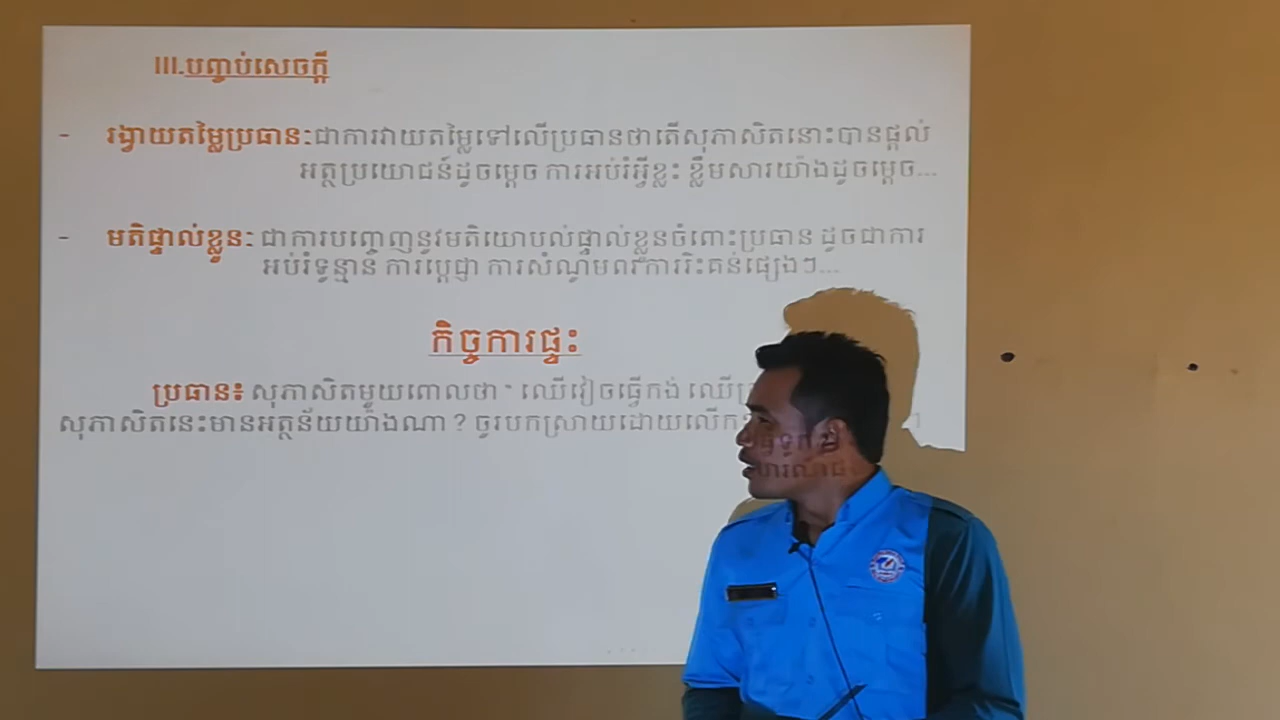 III.បញ្ចប់សេចក្ដី
- រង្វាយតម្លៃប្រធាន:ជាការវាយតម្លៃទៅលើប្រធានថាតើសុភាសិតនោះបានផ្ដល់
អត្ថប្រយោជន៍ដូចម្ដេច ការអប់រំអ្វីខ្លះ ខ្លឹមសារយ៉ាងដូចម្ដេច...
- មតិផ្ទាល់ខ្លួន: ជាការបញ្ចេញនូវមតិយោបល់ផ្ទាល់ខ្លួនចំពោះប្រធាន ដូចជាការ
អប់រំទូន្មាន ការប្ដេជ្ញា ការសំណូមពរ ការរិះគន់ផ្សេងៗ...
កិច្ចការផ្ទះ
ប្រធាន៖ សុភាសិតមួយពោលថា " ឈើវៀចធ្វើកង់
សុភាសិតនេះមានអត្ថន័យយ៉ាងណា ? ចូរបកស្រាយដោយលើក